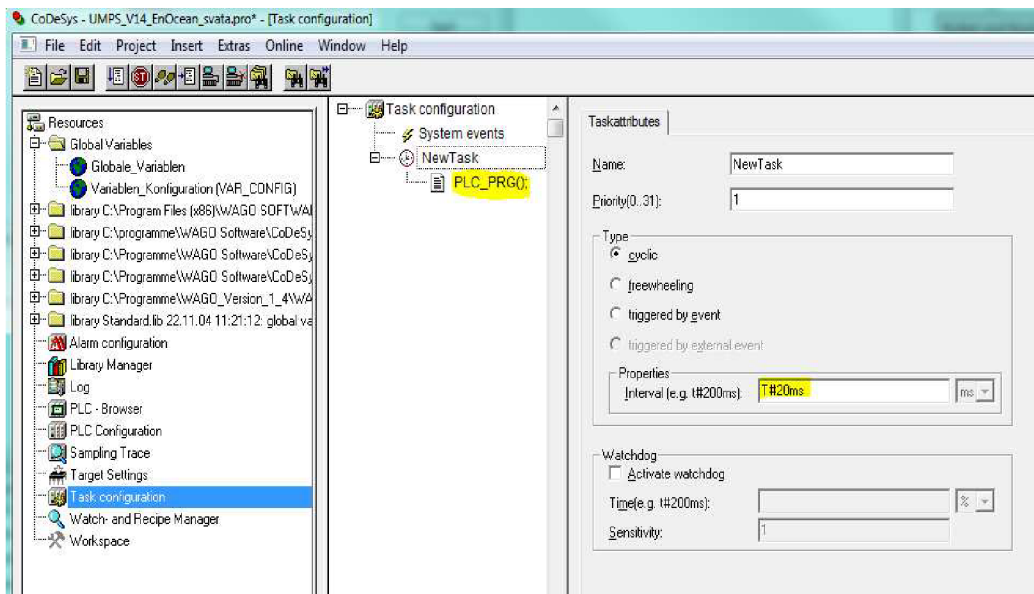 CoDeSys - UMPS_V14_EnOcean_svata.pro* - [Task configuration]
File Edit Project Insert Extras Online Window Help
Resources
Global Variables
Globale_Variablen
Variablen_Konfiguration (VAR_CONFIG)
library C:\Program Files (x86)\WAGO SOFTWA
library C:\programme\WAGO Software\CoDeSy
library C:\Programme\WAGO Software\CoDeSy
library C:\Programme\WAGO Software\CoDeSy
library C:\Programme\WAGO_Version_1_4\WA
library Standard.lib 22.11.04 11:21:12: global va
Alarm configuration
Library Manager
Log
PLC - Browser
PLC Configuration
Sampling Trace
Target Settings
Task configuration
Watch- and Recipe Manager
Workspace
Task configuration
System events
NewTask
PLC_PRG();
Taskattributes
Name: NewTask
Priority(0..31): 1
Type
cyclic
freewheeling
triggered by event
triggered by external event
Properties
Interval (e.g. t#200ms): T#20ms ms
Watchdog
Activate watchdog
Time(e.g. t#200ms): %
Sensitivity: 1